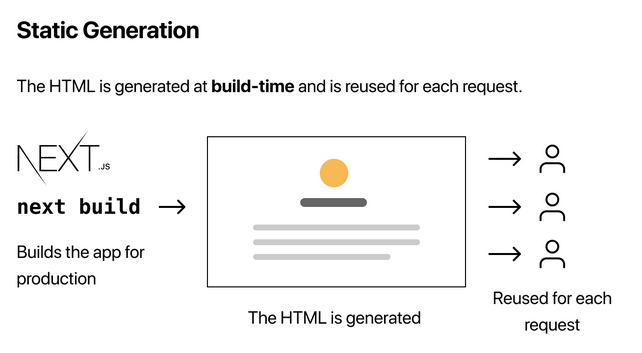 Static Generation
The HTML is generated at build-time and is reused for each request.
NEXT.JS
next build
Builds the app for
production
The HTML is generated
Reused for each
request